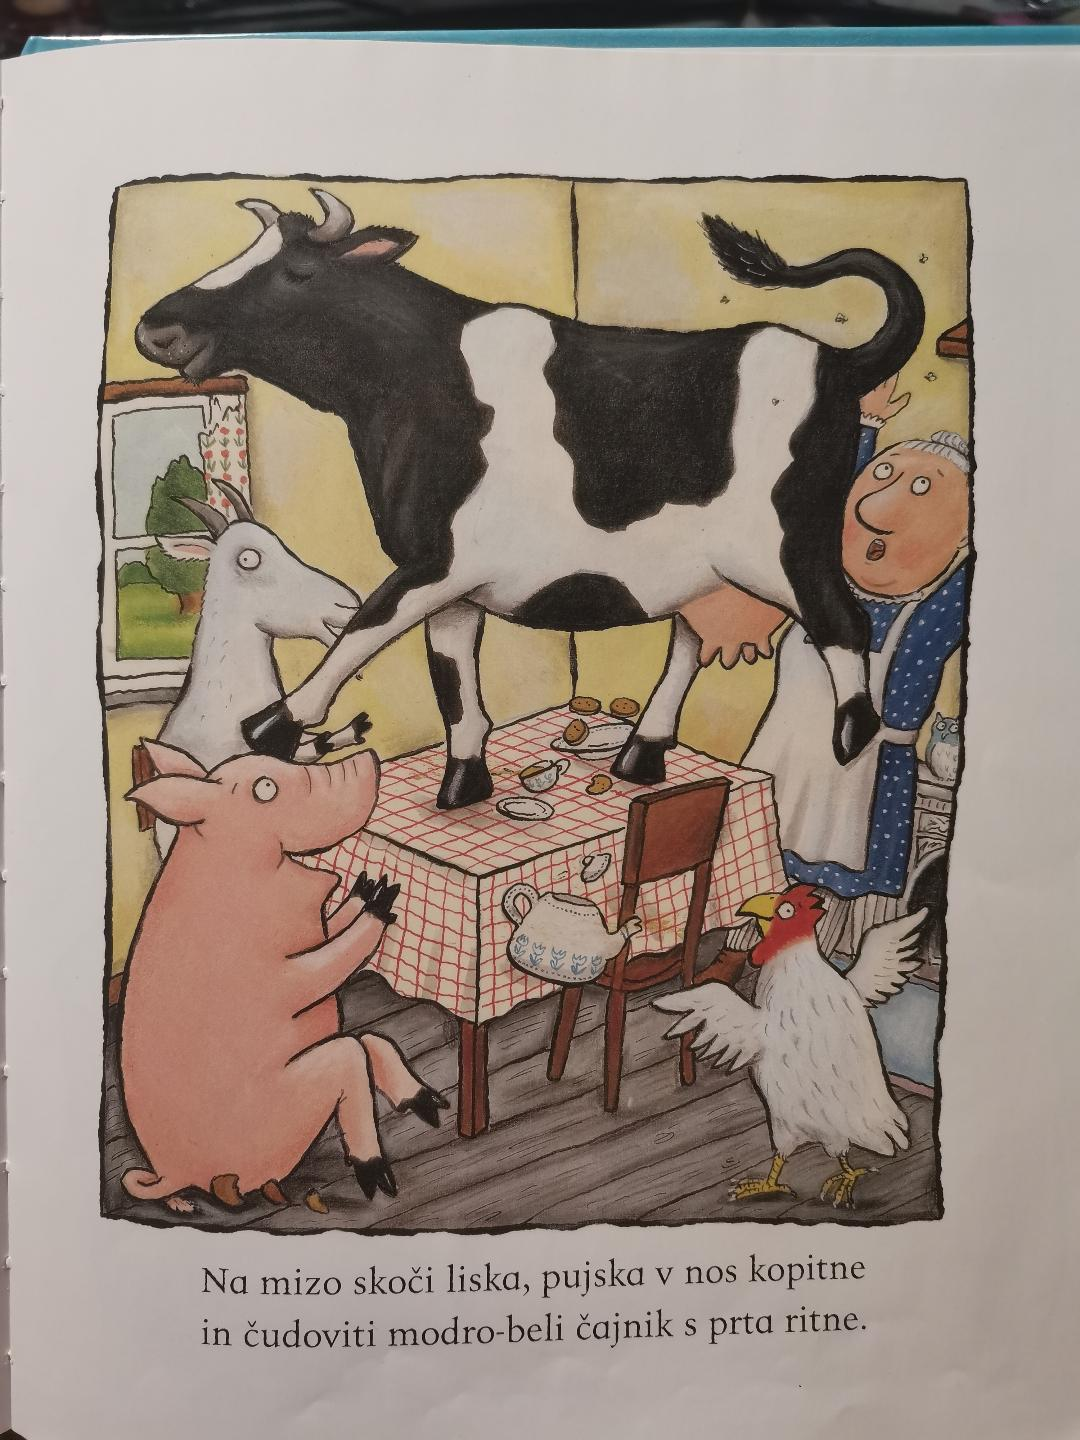 Na mizo skoči liska, pujska v nos kopitne
in čudoviti modro-beli čajnik s prta ritne.